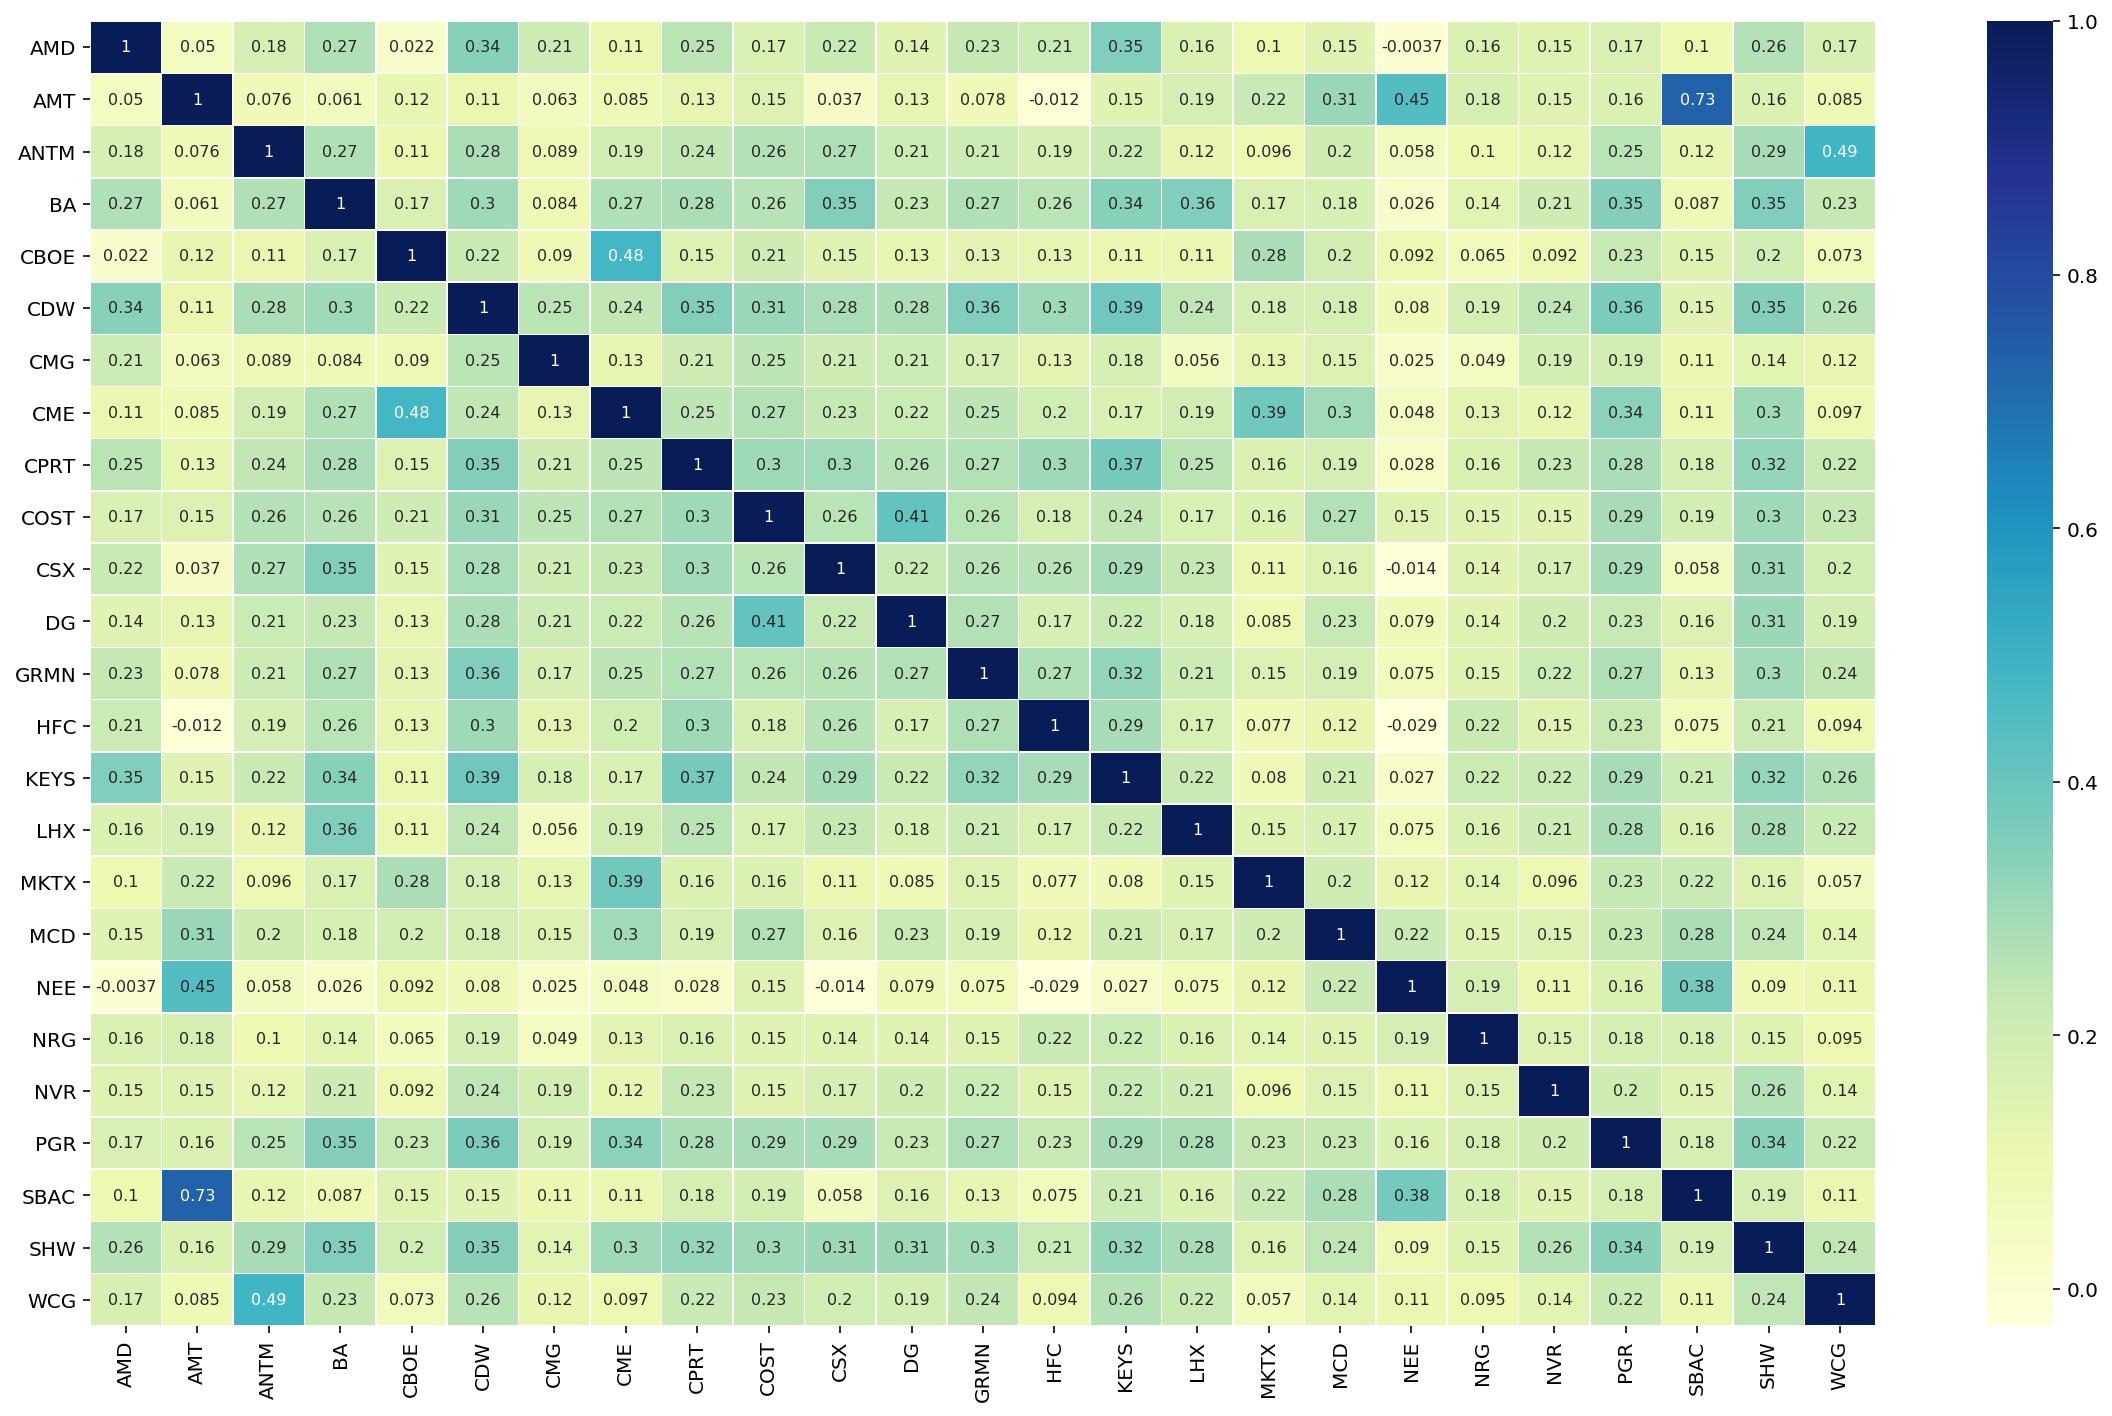 AMD 1 0.05 0.18 0.27 0.022 0.34 0.21 0.11 0.25 0.17 0.22 0.14 0.23 0.21 0.35 0.16 0.1 0.15 -0.0037 0.16 0.15 0.17 0.1 0.26 0.17 1.0
AMT 0.05 1 0.076 0.061 0.12 0.11 0.063 0.085 0.13 0.15 0.037 0.13 0.078 -0.012 0.15 0.19 0.22 0.31 0.45 0.18 0.15 0.16 0.73 0.16 0.085
ANTM 0.18 0.076 1 0.27 0.11 0.28 0.089 0.19 0.24 0.26 0.27 0.21 0.21 0.19 0.22 0.12 0.096 0.2 0.058 0.1 0.12 0.25 0.12 0.29 0.49
BA 0.27 0.061 0.27 1 0.17 0.3 0.084 0.27 0.28 0.26 0.35 0.23 0.27 0.26 0.34 0.36 0.17 0.18 0.026 0.14 0.21 0.35 0.087 0.35 0.23
CBOE 0.022 0.12 0.11 0.17 1 0.22 0.09 0.48 0.15 0.21 0.15 0.13 0.13 0.13 0.11 0.11 0.28 0.2 0.092 0.065 0.092 0.23 0.15 0.2 0.073
0.8
CDW 0.34 0.11 0.28 0.3 0.22 1 0.25 0.24 0.35 0.31 0.28 0.28 0.36 0.3 0.39 0.24 0.18 0.18 0.08 0.19 0.24 0.36 0.15 0.35 0.26
CMG 0.21 0.063 0.089 0.084 0.09 0.25 1 0.13 0.21 0.25 0.21 0.21 0.17 0.13 0.18 0.056 0.13 0.15 0.025 0.049 0.19 0.19 0.11 0.14 0.12
CME 0.11 0.085 0.19 0.27 0.48 0.24 0.13 1 0.25 0.27 0.23 0.22 0.25 0.2 0.17 0.19 0.39 0.3 0.048 0.13 0.12 0.34 0.11 0.3 0.097
CPRT 0.25 0.13 0.24 0.28 0.15 0.35 0.21 0.25 1 0.3 0.3 0.26 0.27 0.3 0.37 0.25 0.16 0.19 0.028 0.16 0.23 0.28 0.18 0.32 0.22
COST 0.17 0.15 0.26 0.26 0.21 0.31 0.25 0.27 0.3 1 0.26 0.41 0.26 0.18 0.24 0.17 0.16 0.27 0.15 0.15 0.15 0.29 0.19 0.3 0.23
0.6
CSX 0.22 0.037 0.27 0.35 0.15 0.28 0.21 0.23 0.3 0.26 1 0.22 0.26 0.26 0.29 0.23 0.11 0.16 -0.014 0.14 0.17 0.29 0.058 0.31 0.2
DG 0.14 0.13 0.21 0.23 0.13 0.28 0.21 0.22 0.26 0.41 0.22 1 0.27 0.17 0.22 0.18 0.085 0.23 0.079 0.14 0.2 0.23 0.16 0.31 0.19
GRMN 0.23 0.078 0.21 0.27 0.13 0.36 0.17 0.25 0.27 0.26 0.26 0.27 1 0.27 0.32 0.21 0.15 0.19 0.075 0.15 0.22 0.27 0.13 0.3 0.24
HFC 0.21 -0.012 0.19 0.26 0.13 0.3 0.13 0.2 0.3 0.18 0.26 0.17 0.27 1 0.29 0.17 0.077 0.12 -0.029 0.22 0.15 0.23 0.075 0.21 0.094
KEYS 0.35 0.15 0.22 0.34 0.11 0.39 0.18 0.17 0.37 0.24 0.29 0.22 0.32 0.29 1 0.22 0.08 0.21 0.027 0.22 0.22 0.29 0.21 0.32 0.26
0.4
LHX 0.16 0.19 0.12 0.36 0.11 0.24 0.056 0.19 0.25 0.17 0.23 0.18 0.21 0.17 0.22 1 0.15 0.17 0.075 0.16 0.21 0.28 0.16 0.28 0.22
MKTX 0.1 0.22 0.096 0.17 0.28 0.18 0.13 0.39 0.16 0.16 0.11 0.085 0.15 0.077 0.08 0.15 1 0.2 0.12 0.14 0.096 0.23 0.22 0.16 0.057
MCD 0.15 0.31 0.2 0.18 0.2 0.18 0.15 0.3 0.19 0.27 0.16 0.23 0.19 0.12 0.21 0.17 0.2 1 0.22 0.15 0.15 0.23 0.28 0.24 0.14
NEE -0.0037 0.45 0.058 0.026 0.092 0.08 0.025 0.048 0.028 0.15 -0.014 0.079 0.075 -0.029 0.027 0.075 0.12 0.22 1 0.19 0.11 0.16 0.38 0.09 0.11
NRG 0.16 0.18 0.1 0.14 0.065 0.19 0.049 0.13 0.16 0.15 0.14 0.14 0.15 0.22 0.22 0.16 0.14 0.15 0.19 1 0.15 0.18 0.18 0.15 0.095 0.2
NVR 0.15 0.15 0.12 0.21 0.092 0.24 0.19 0.12 0.23 0.15 0.17 0.2 0.22 0.15 0.22 0.21 0.096 0.15 0.11 0.15 1 0.2 0.15 0.26 0.14
PGR 0.17 0.16 0.25 0.35 0.23 0.36 0.19 0.34 0.28 0.29 0.29 0.23 0.27 0.23 0.29 0.28 0.23 0.23 0.16 0.18 0.2 1 0.18 0.34 0.22
SBAC 0.1 0.73 0.12 0.087 0.15 0.15 0.11 0.11 0.18 0.19 0.058 0.16 0.13 0.075 0.21 0.16 0.22 0.28 0.38 0.18 0.15 0.18 1 0.19 0.11
SHW 0.26 0.16 0.29 0.35 0.2 0.35 0.14 0.3 0.32 0.3 0.31 0.31 0.3 0.21 0.32 0.28 0.16 0.24 0.09 0.15 0.26 0.34 0.19 1 0.24
WCG 0.17 0.085 0.49 0.23 0.073 0.26 0.12 0.097 0.22 0.23 0.2 0.19 0.24 0.094 0.26 0.22 0.057 0.14 0.11 0.095 0.14 0.22 0.11 0.24 1 0.0
AMD AMT ANTM BA CBOE CDW CMG CME CPRT COST CSX DG GRMN HFC KEYS LHX MKTX MCD NEE NRG NVR PGR SBAC SHW WCG